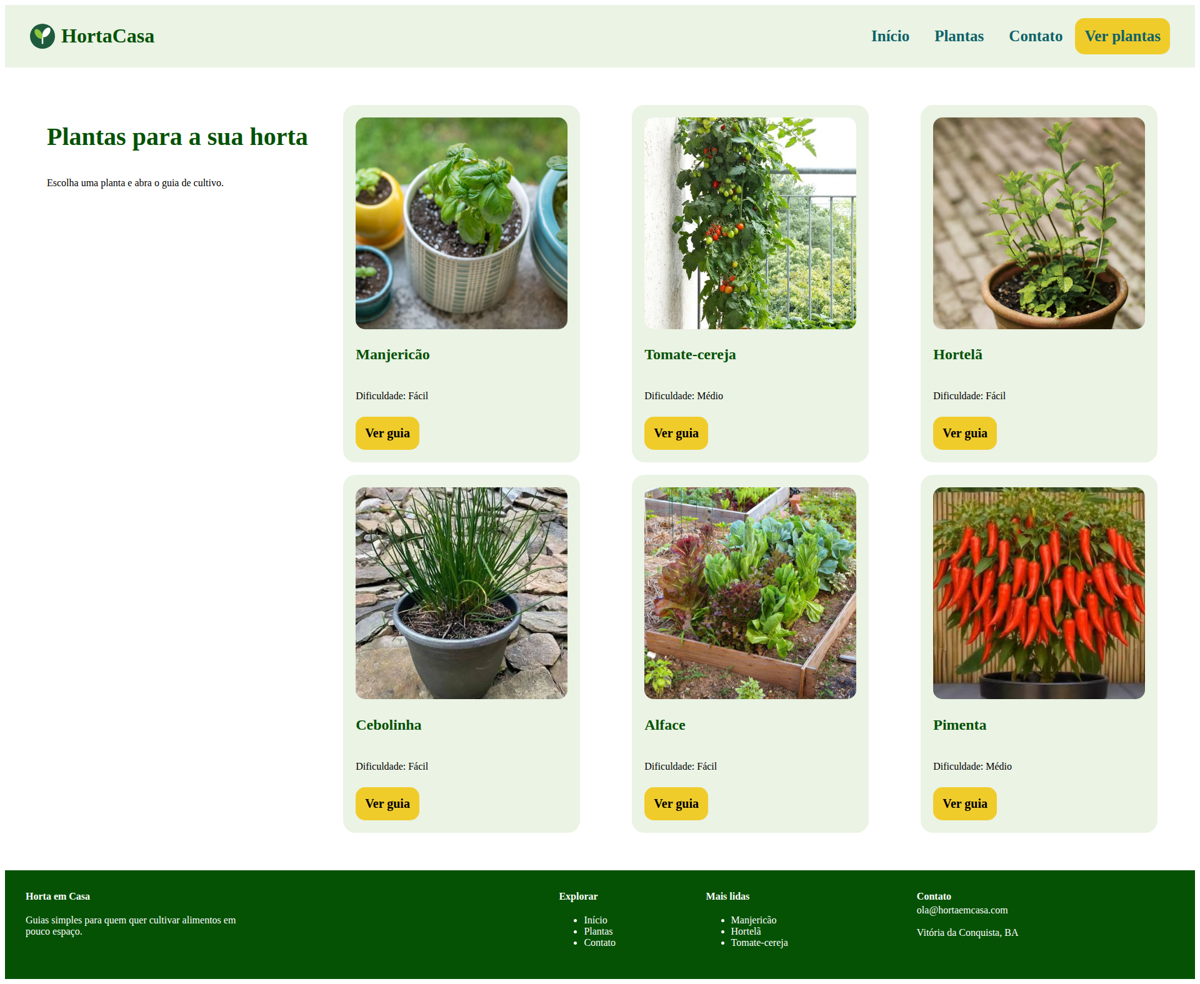 HortaCasa
Início
Plantas
Contato
Ver plantas
Plantas para a sua horta
Escolha uma planta e abra o guia de cultivo.
Manjericão
Dificuldade: Fácil
Ver guia
Tomate-cereja
Dificuldade: Médio
Ver guia
Hortelã
Dificuldade: Fácil
Ver guia
Cebolinha
Dificuldade: Fácil
Ver guia
Alface
Dificuldade: Fácil
Ver guia
Pimenta
Dificuldade: Médio
Ver guia
Horta em Casa
Guias simples para quem quer cultivar alimentos em
pouco espaço.
Explorar
Início
Plantas
Contato
Mais lidas
Manjericão
Hortelã
Tomate-cereja
Contato
ola@hortaemcasa.com
Vitória da Conquista, BA